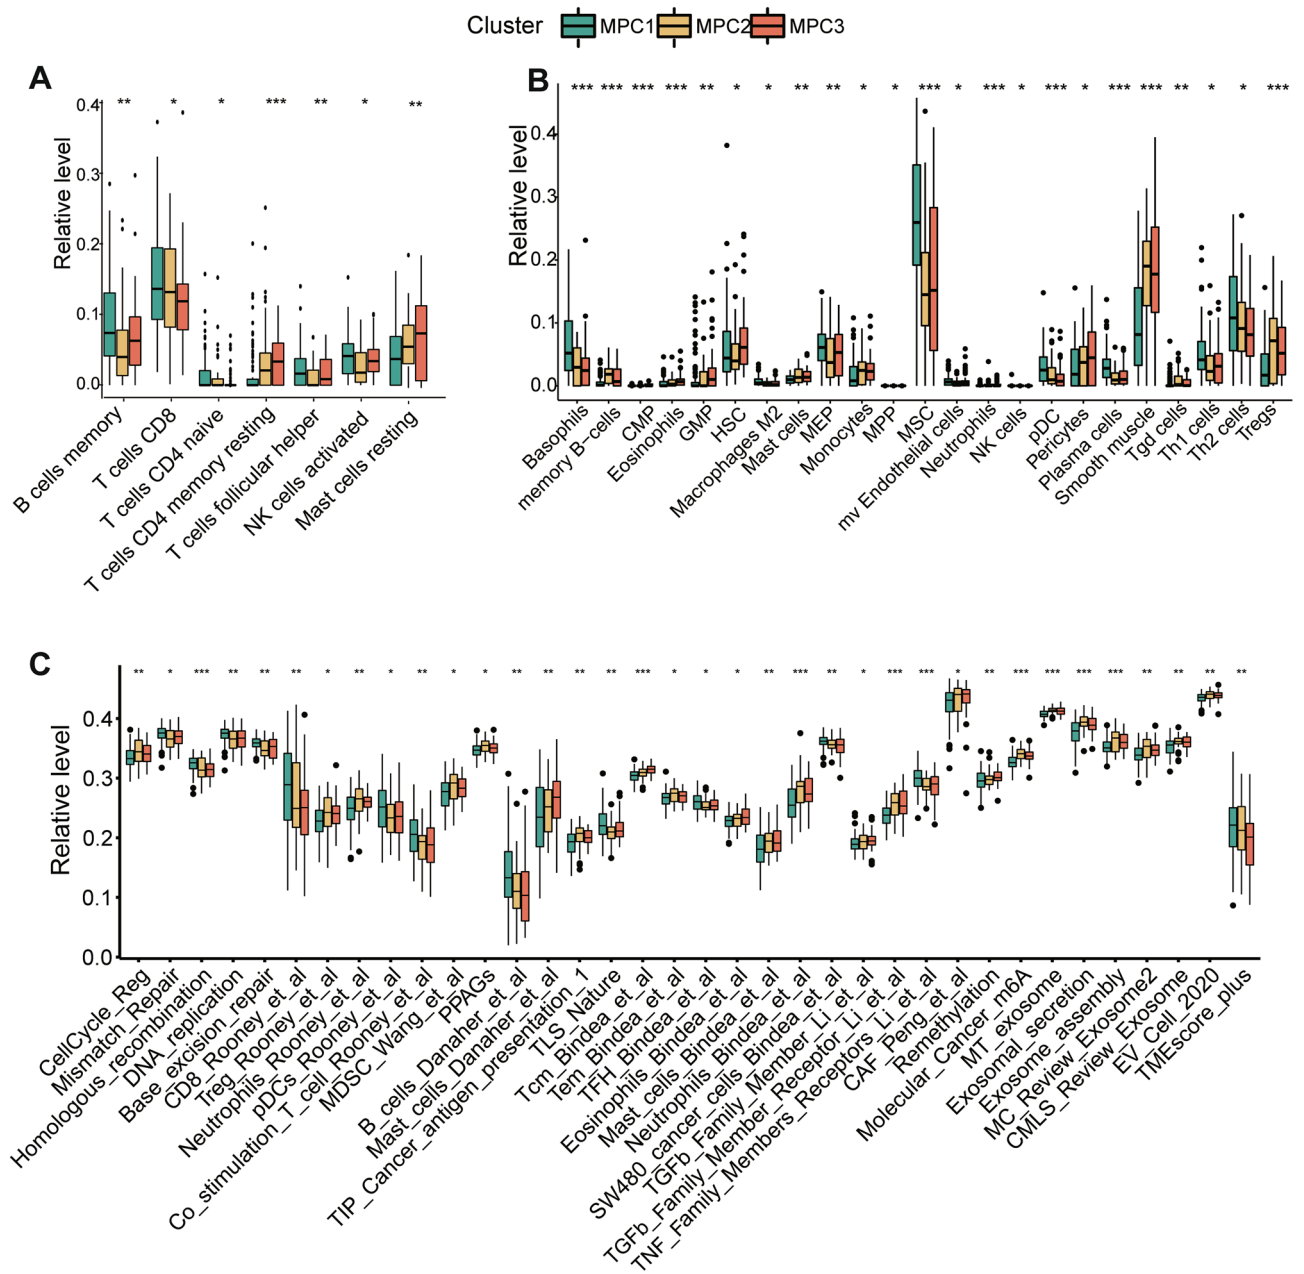 Cluster MPC1 MPC2 MPC3
A
** * * *** ** * **
Relative level
0.4
0.3
0.2
0.1
0.0
B cells memory
T cells CD8
T cells CD4 naive
T cells CD4 memory resting
T cells follicular helper
NK cells activated
Mast cells resting
B
*** *** *** *** ** * * ** ** * * *** * *** * *** * *** *** ** * * ***
Relative level
0.4
0.3
0.2
0.1
0.0
Basophils
memory B−cells
CMP
Eosinophils
GMP
HSC
Macrophages M2
Mast cells
MEP
Monocytes
MPP
MSC
mv Endothelial cells
Neutrophils
NK cells
pDC
Pericytes
Plasma cells
Smooth muscle
Tgd cells
Th1 cells
Th2 cells
Tregs
C
** * *** ** ** ** * ** * ** * * ** ** ** ** *** * * * ** *** ** * *** *** * ** *** *** *** *** ** ** ** **
Relative level
0.4
0.3
0.2
0.1
0.0
CellCycle_Reg
Mismatch_Repair
Homologous_recombination
DNA_replication
Base_excision_repair
CD8_Rooney_et_al
Treg_Rooney_et_al
Neutrophils_Rooney_et_al
pDCs_Rooney_et_al
Co_stimulation_T_cell_Rooney_et_al
MDSC_Wang_et_al
PPAGs
B_cells_Danaher_et_al
Mast_cells_Danaher_et_al
TIP_Cancer_antigen_presentation_1
TLS_Nature
Tcm_Bindea_et_al
Tem_Bindea_et_al
TFH_Bindea_et_al
Eosinophils_Bindea_et_al
Mast_cells_Bindea_et_al
Neutrophils_Bindea_et_al
SW480_cancer_cells_Bindea_et_al
TGFb_Family_Member_Li_et_al
TGFb_Family_Member_Receptor_Li_et_al
TNF_Family_Members_Receptors_Li_et_al
CAF_Peng_et_al
Remethylation
Molecular_Cancer_m6A
MT_exosome
Exosomal_secretion
Exosome_assembly
MC_Review_Exosome2
CMLS_Review_Exosome
EV_Cell_2020
TMEscore_plus